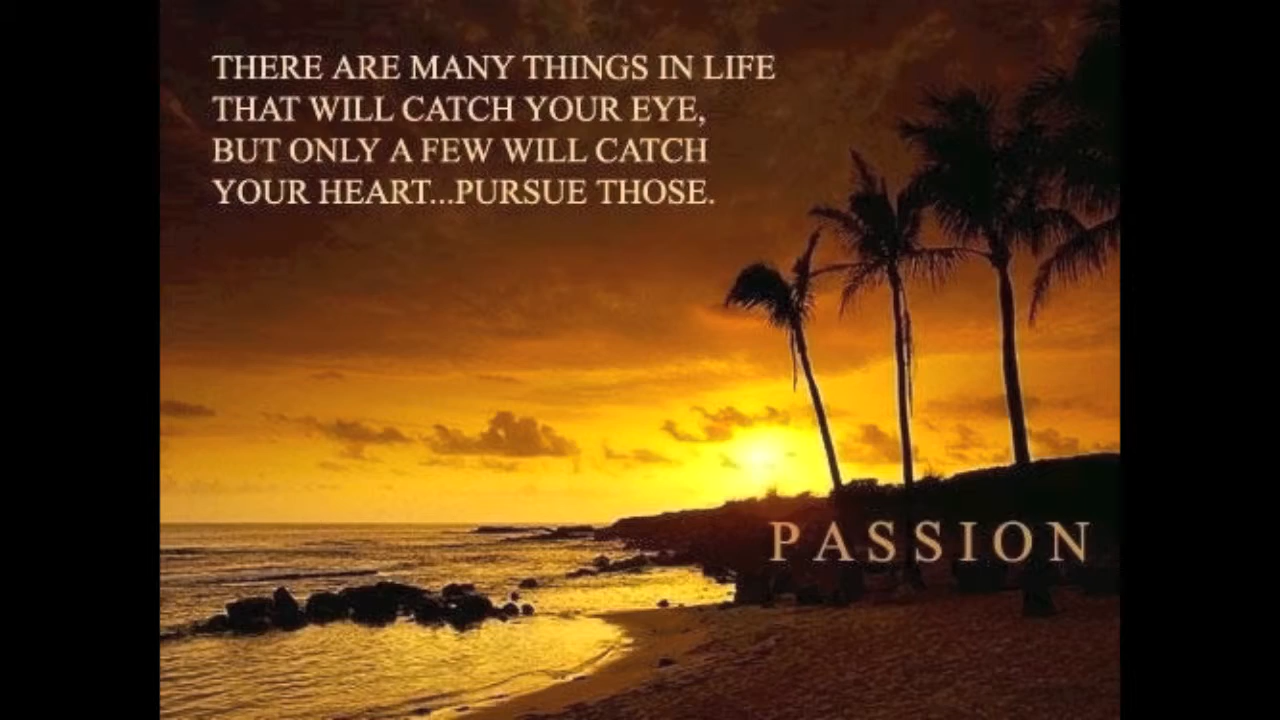 THERE ARE MANY THINGS IN LIFE
THAT WILL CATCH YOUR EYE,
BUT ONLY A FEW WILL CATCH
YOUR HEART...PURSUE THOSE.
PASSION